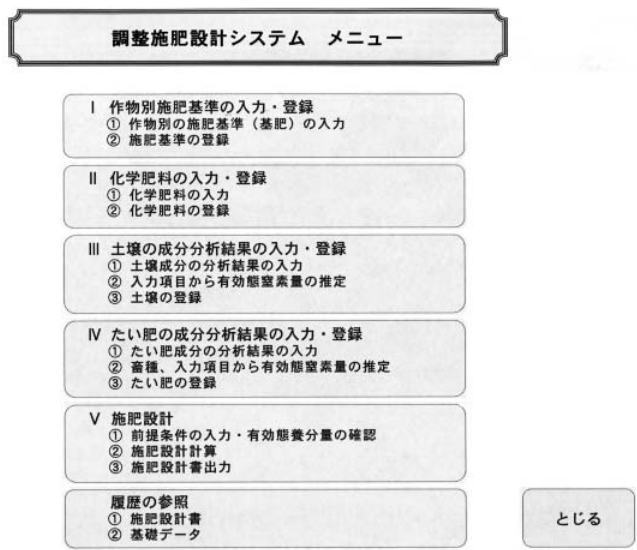 調整施肥設計システム メニュー
Ⅰ 作物別施肥基準の入力・登録
① 作物別の施肥基準（基肥）の入力
② 施肥基準の登録
Ⅱ 化学肥料の入力・登録
① 化学肥料の入力
② 化学肥料の登録
Ⅲ 土壌の成分分析結果の入力・登録
① 土壌成分の分析結果の入力
② 入力項目から有効態窒素量の推定
③ 土壌の登録
Ⅳ たい肥の成分分析結果の入力・登録
① たい肥成分の分析結果の入力
② 畜種、入力項目から有効態窒素量の推定
③ たい肥の登録
Ⅴ 施肥設計
① 前提条件の入力・有効態養分量の確認
② 施肥設計計算
③ 施肥設計書出力
履歴の参照
① 施肥設計書
② 基礎データ
とじる